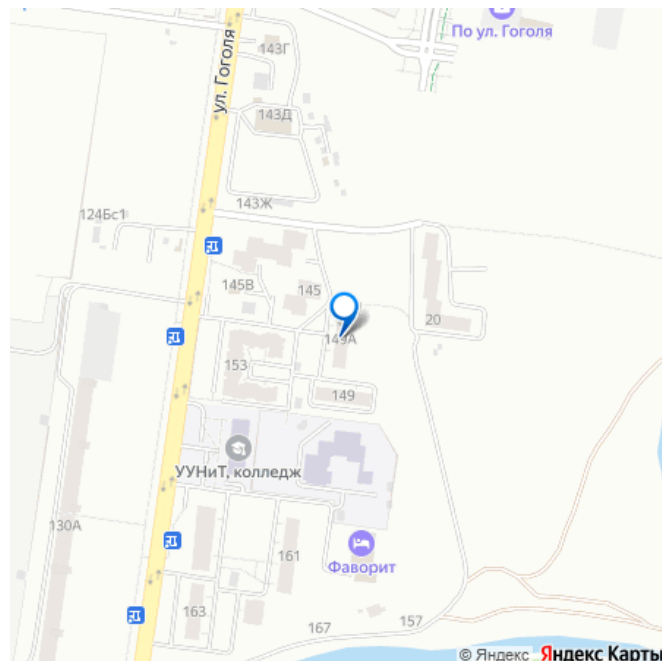 По ул. Гоголя
143Г
ул. Гоголя
143Д
143Ж
124Бс1
145В
145
20
149А
153
149
УУНиТ, колледж
130А
161
Фаворит
163
157
167
© Яндекс Яндекс Карты